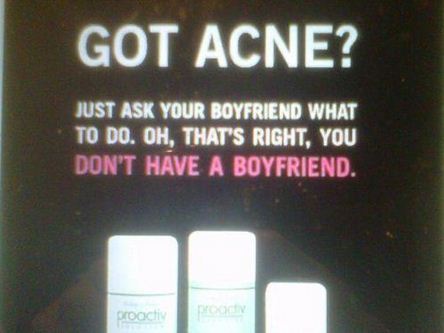 GOT ACNE?
JUST ASK YOUR BOYFRIEND WHAT
TO DO. OH, THAT'S RIGHT, YOU
DON'T HAVE A BOYFRIEND.
proactiv
proactiv